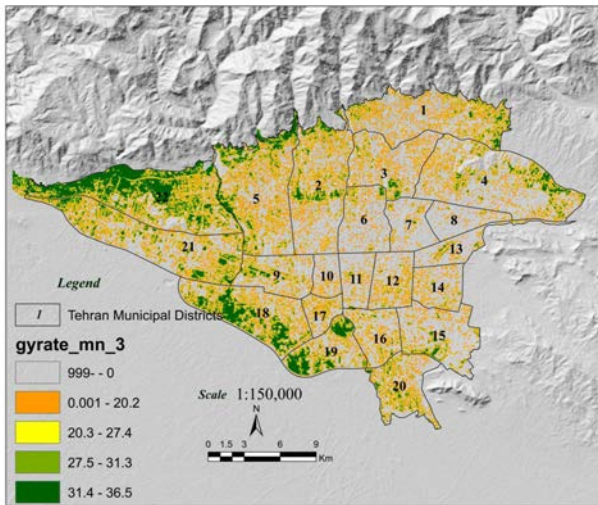 1
3
2
4
22
5
6
7
8
21
13
9
10
11
12
14
18
17
15
19
16
20
Legend
1 Tehran Municipal Districts
gyrate_mn_3
999- - 0
0.001 - 20.2
20.3 - 27.4
27.5 - 31.3
31.4 - 36.5
Scale 1:150,000
N
0 1.5 3 6 9
Km